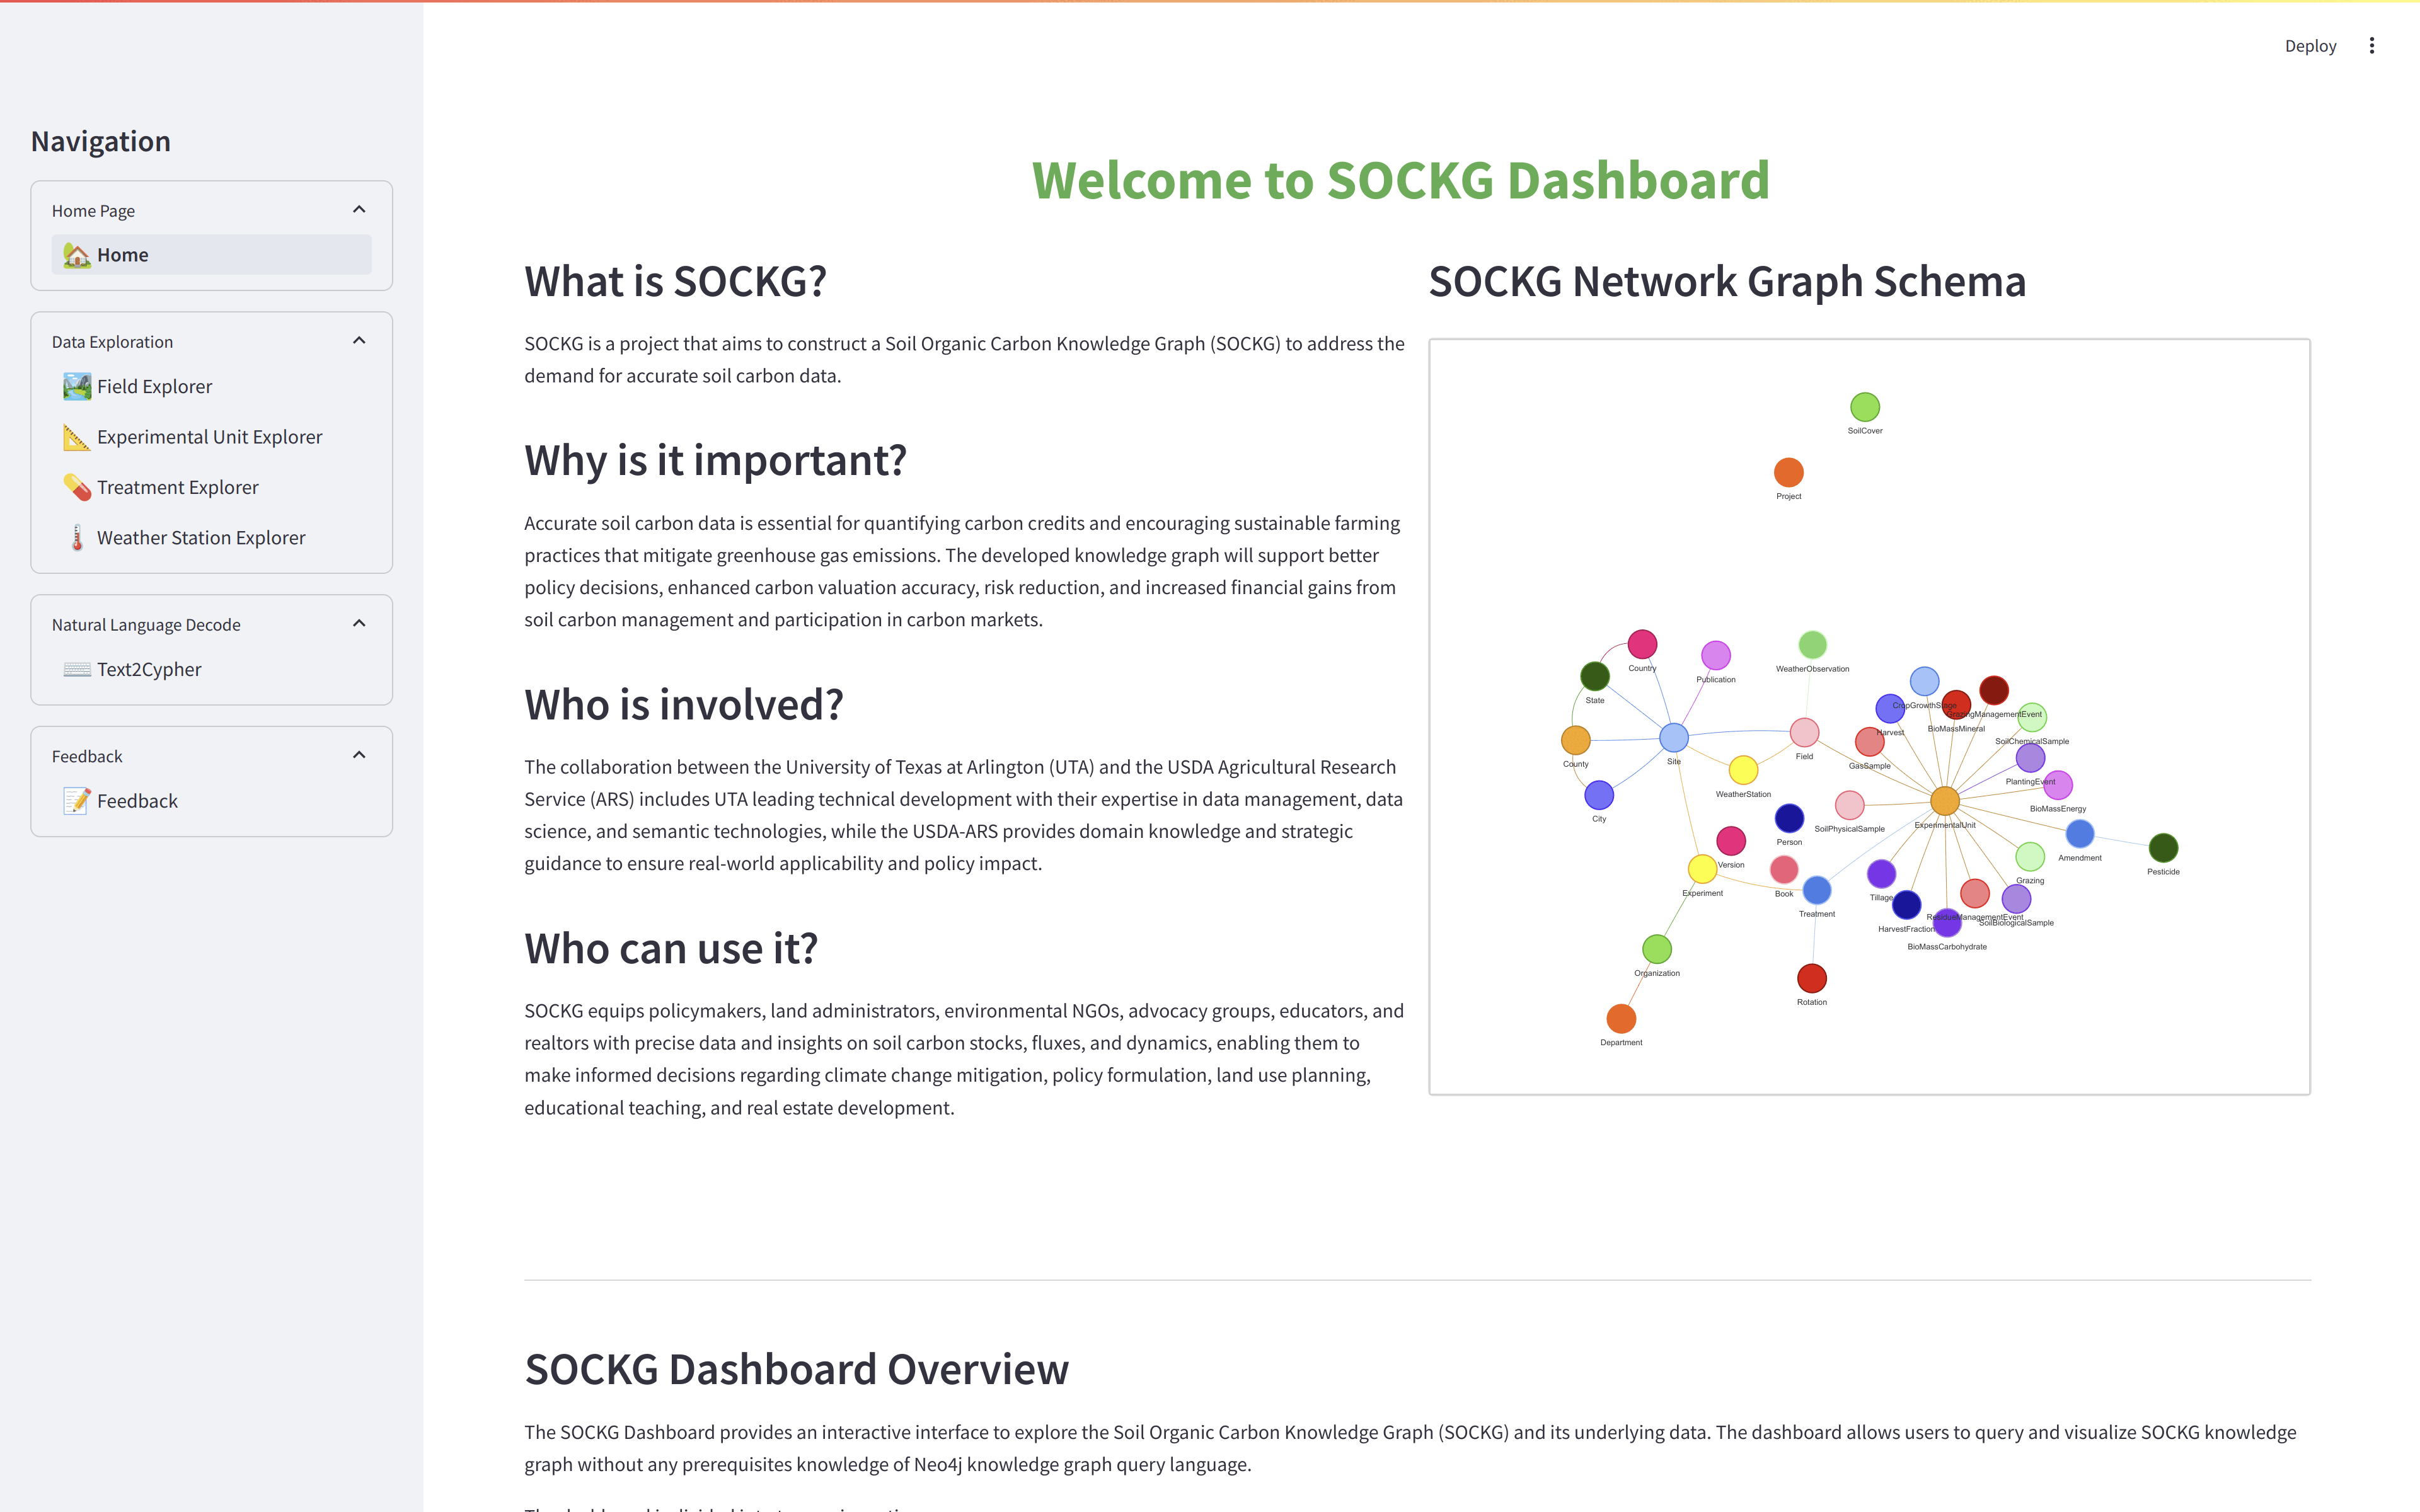 Deploy
Navigation
Home Page
Home
Data Exploration
Field Explorer
Experimental Unit Explorer
Treatment Explorer
Weather Station Explorer
Natural Language Decode
Text2Cypher
Feedback
Feedback
Welcome to SOCKG Dashboard
What is SOCKG?
SOCKG is a project that aims to construct a Soil Organic Carbon Knowledge Graph (SOCKG) to address the
demand for accurate soil carbon data.
Why is it important?
Accurate soil carbon data is essential for quantifying carbon credits and encouraging sustainable farming
practices that mitigate greenhouse gas emissions. The developed knowledge graph will support better
policy decisions, enhanced carbon valuation accuracy, risk reduction, and increased financial gains from
soil carbon management and participation in carbon markets.
Who is involved?
The collaboration between the University of Texas at Arlington (UTA) and the USDA Agricultural Research
Service (ARS) includes UTA leading technical development with their expertise in data management, data
science, and semantic technologies, while the USDA-ARS provides domain knowledge and strategic
guidance to ensure real-world applicability and policy impact.
Who can use it?
SOCKG equips policymakers, land administrators, environmental NGOs, advocacy groups, educators, and
realtors with precise data and insights on soil carbon stocks, fluxes, and dynamics, enabling them to
make informed decisions regarding climate change mitigation, policy formulation, land use planning,
educational teaching, and real estate development.
SOCKG Network Graph Schema
SoilCover
Project
Country
Publication
WeatherObservation
State
CropGrowthStage
GrazingManagementEvent
BioMassMineral
Harvest
SoilChemicalSample
County
Site
Field
GasSample
PlantingEvent
WeatherStation
BioMassEnergy
City
Person
SoilPhysicalSample
ExperimentalUnit
Version
Amendment
Pesticide
Experiment
Book
Treatment
Tillage
Grazing
ResidueManagementEvent
SoilBiologicalSample
HarvestFraction
BioMassCarbohydrate
Organization
Rotation
Department
SOCKG Dashboard Overview
The SOCKG Dashboard provides an interactive interface to explore the Soil Organic Carbon Knowledge Graph (SOCKG) and its underlying data. The dashboard allows users to query and visualize SOCKG knowledge
graph without any prerequisites knowledge of Neo4j knowledge graph query language.